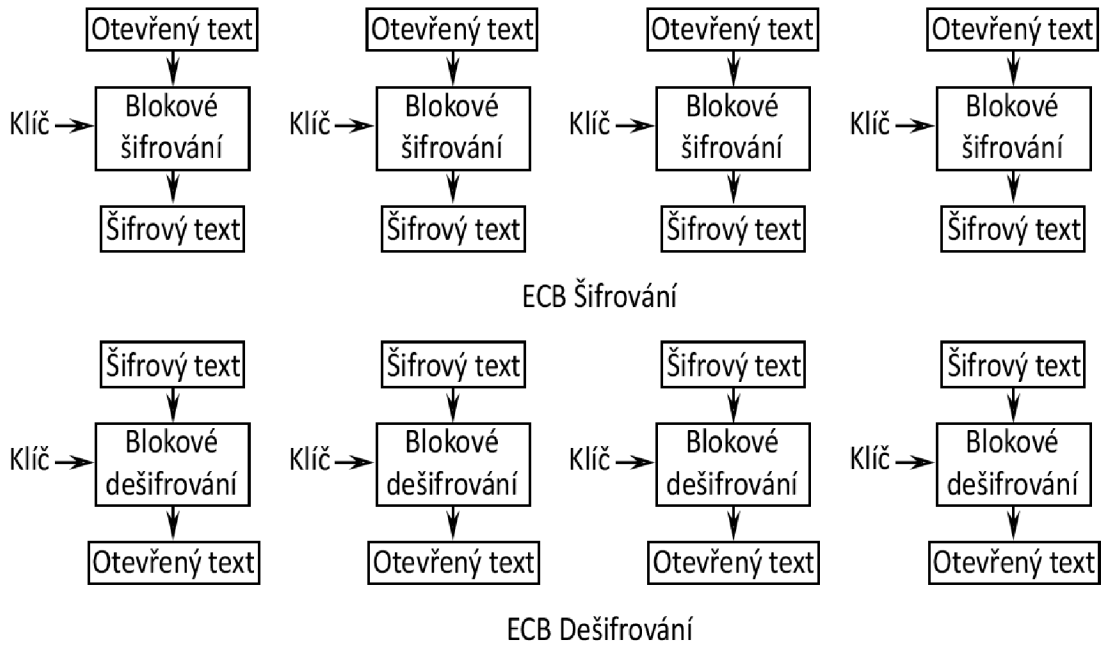 Otevřený text Otevřený text Otevřený text Otevřený text
Klíč Blokové Klíč Blokové Klíč Blokové Klíč Blokové
šifrování šifrování šifrování šifrování
Šifrový text Šifrový text Šifrový text Šifrový text
ECB Šifrování
Šifrový text Šifrový text Šifrový text Šifrový text
Klíč Blokové Klíč Blokové Klíč Blokové Klíč Blokové
dešifrování dešifrování dešifrování dešifrování
Otevřený text Otevřený text Otevřený text Otevřený text
ECB Dešifrování